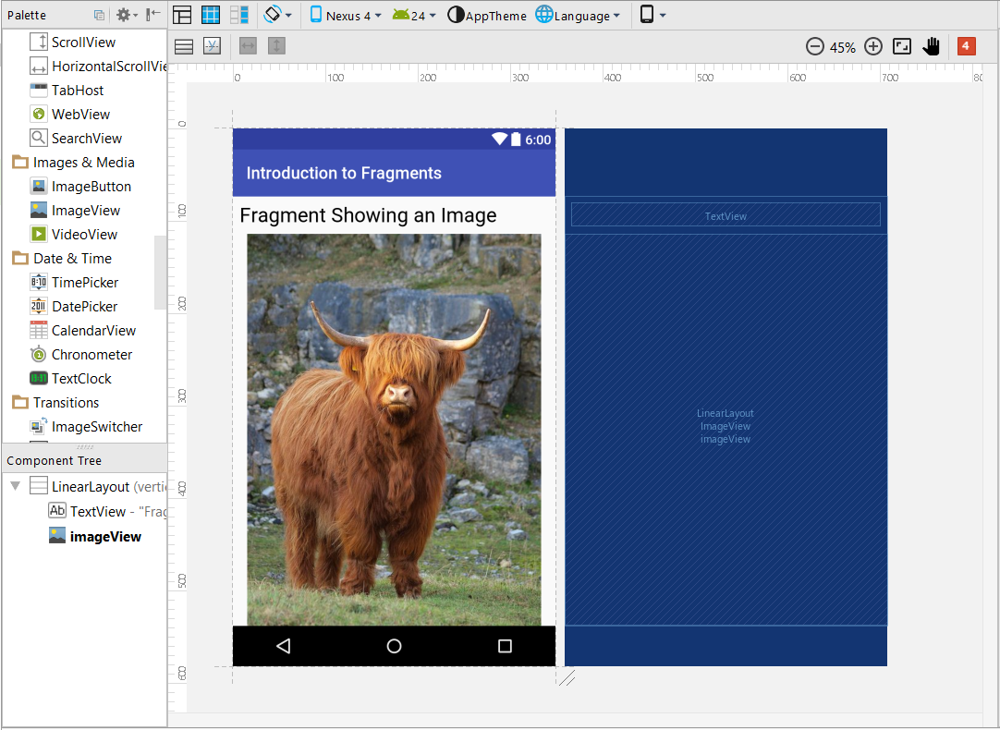 Palette
ScrollView
HorizontalScrollVie
TabHost
WebView
SearchView
Images & Media
ImageButton
ImageView
VideoView
Date & Time
TimePicker
DatePicker
CalendarView
Chronometer
TextClock
Transitions
ImageSwitcher
Component Tree
LinearLayout (vertic
TextView - "Frag
imageView
Nexus 4
24
AppTheme
Language
45%
4
0 100 200 300 400 500 600 700 80
0
100
200
300
400
500
600
6:00
Introduction to Fragments
Fragment Showing an Image
TextView
LinearLayout
ImageView
imageView